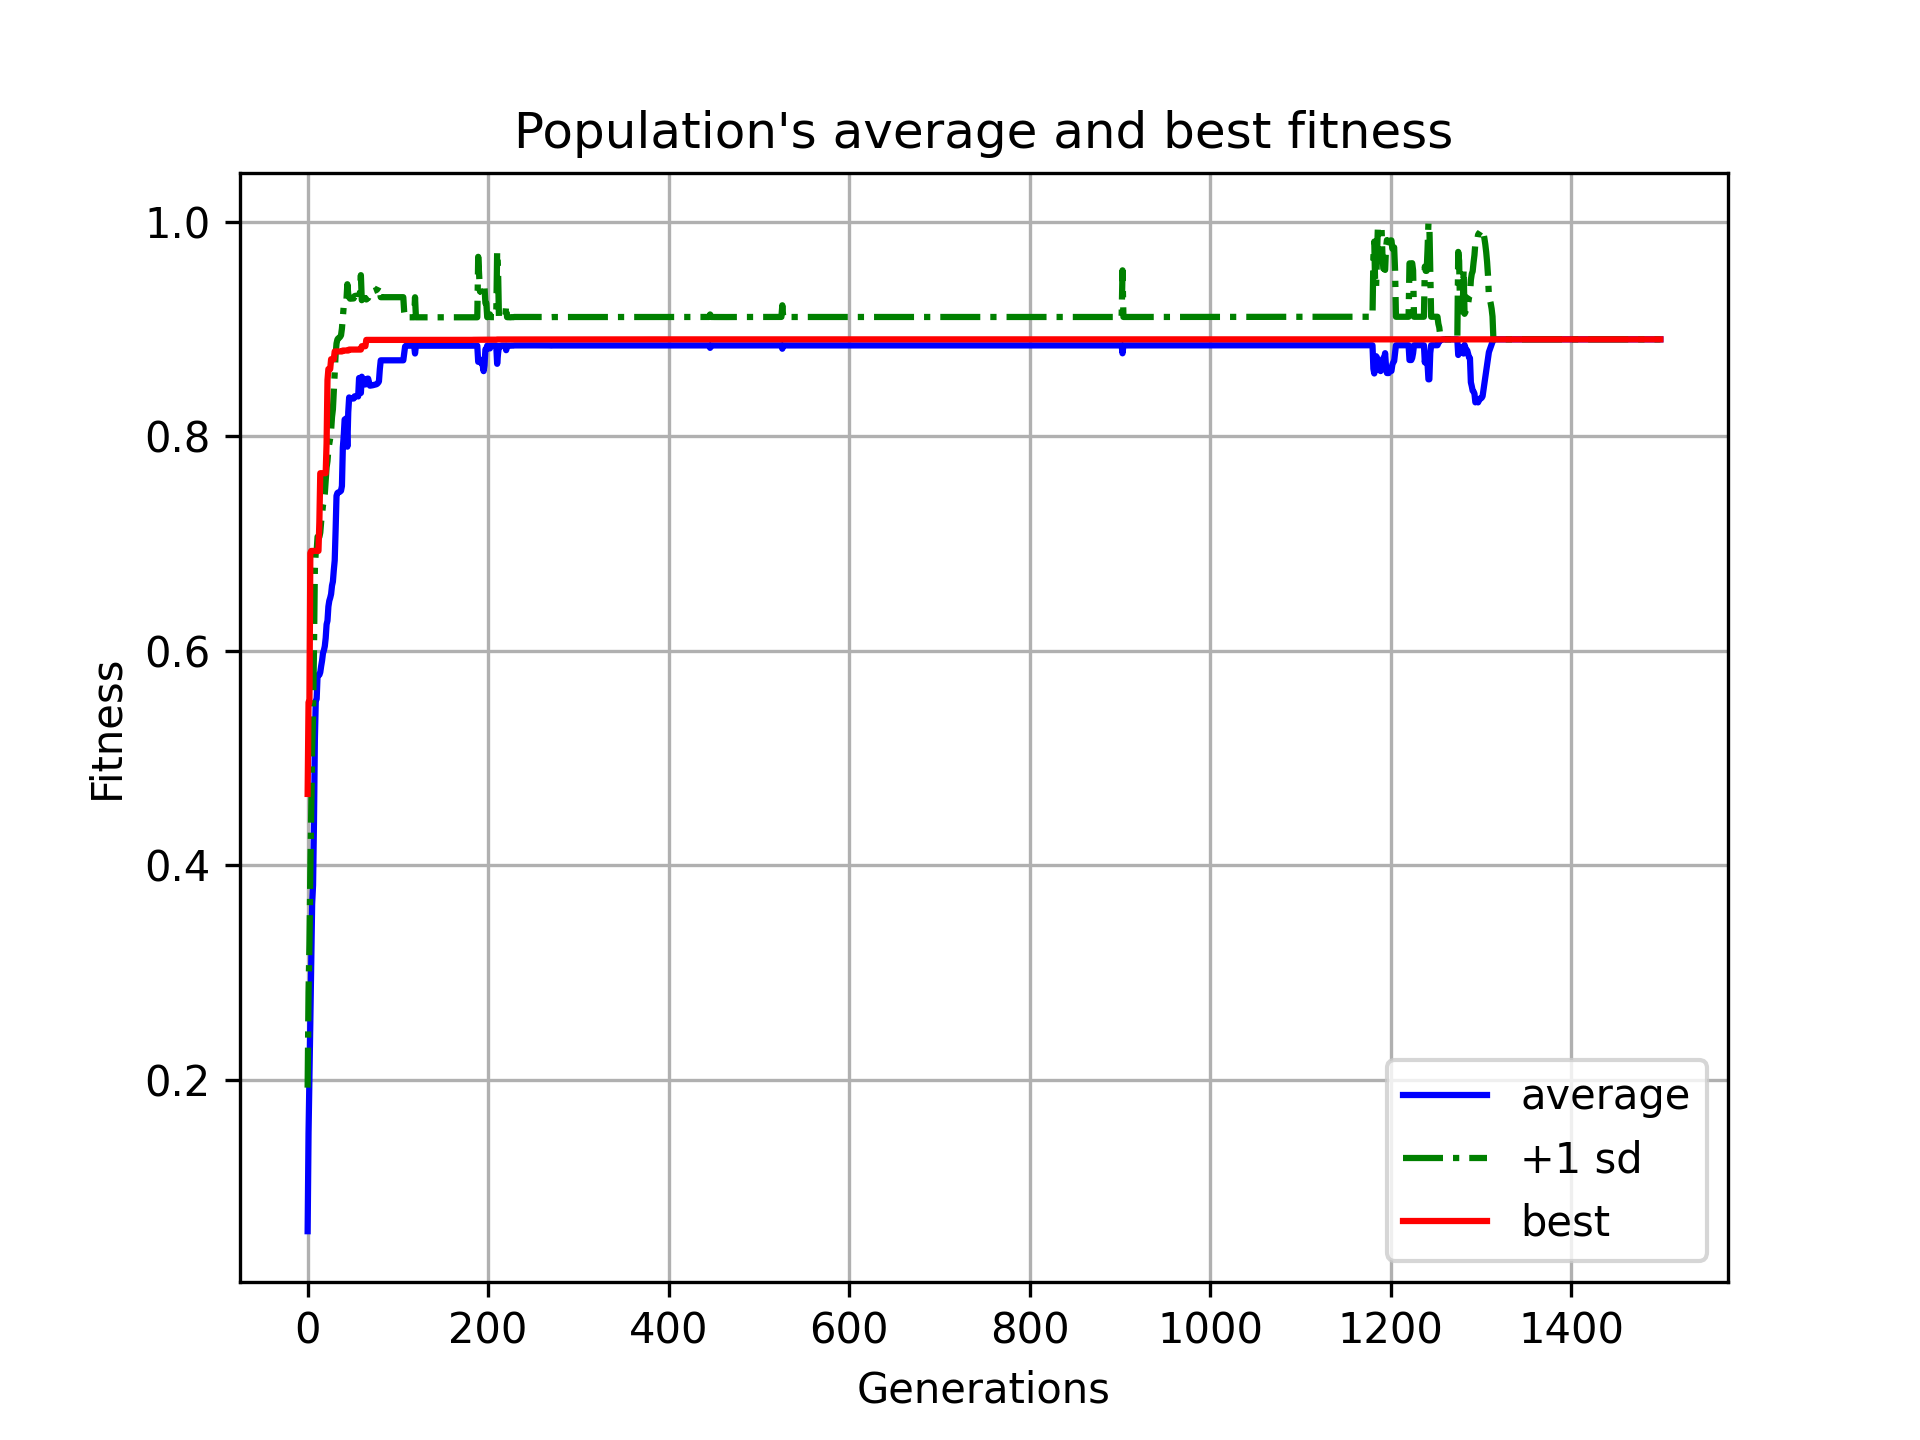 Population's average and best fitness
1.0
0.8
0.6
0.4
0.2
Fitness
0 200 400 600 800 1000 1200 1400
Generations
average
+1 sd
best